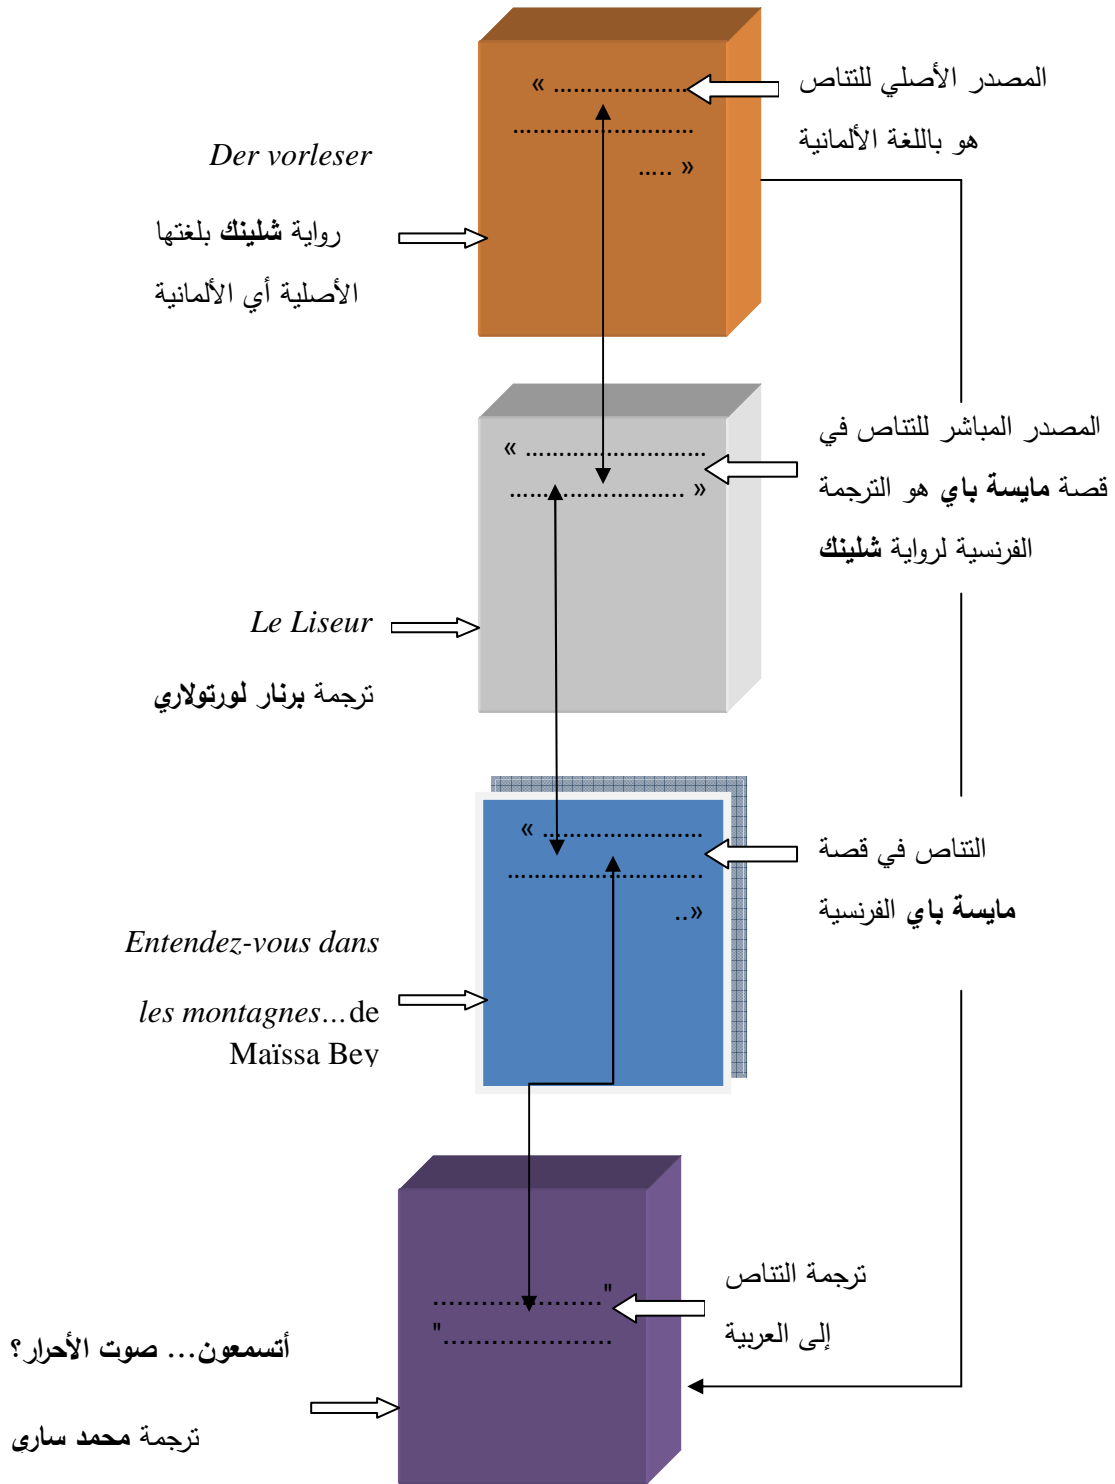 « ....................
المصدر الأصلي للتناص
هو باللغة الألمانية
...........................
..... »
Der vorleser
رواية شلينك بلغتها
الأصلية أي الألمانية
« ...........................
......................... »
المصدر المباشر للتناص في
قصة مايسة باي هو الترجمة
الفرنسية لرواية شلينك
Le Liseur
ترجمة برنار لورتولاري
« .......................
............................
..»
التناص في قصة
مايسة باي الفرنسية
Entendez-vous dans
les montagnes...de
Maïssa Bey
"....................
...................."
ترجمة التناص
إلى العربية
أتسمعون... صوت الأحرار؟
ترجمة محمد ساري